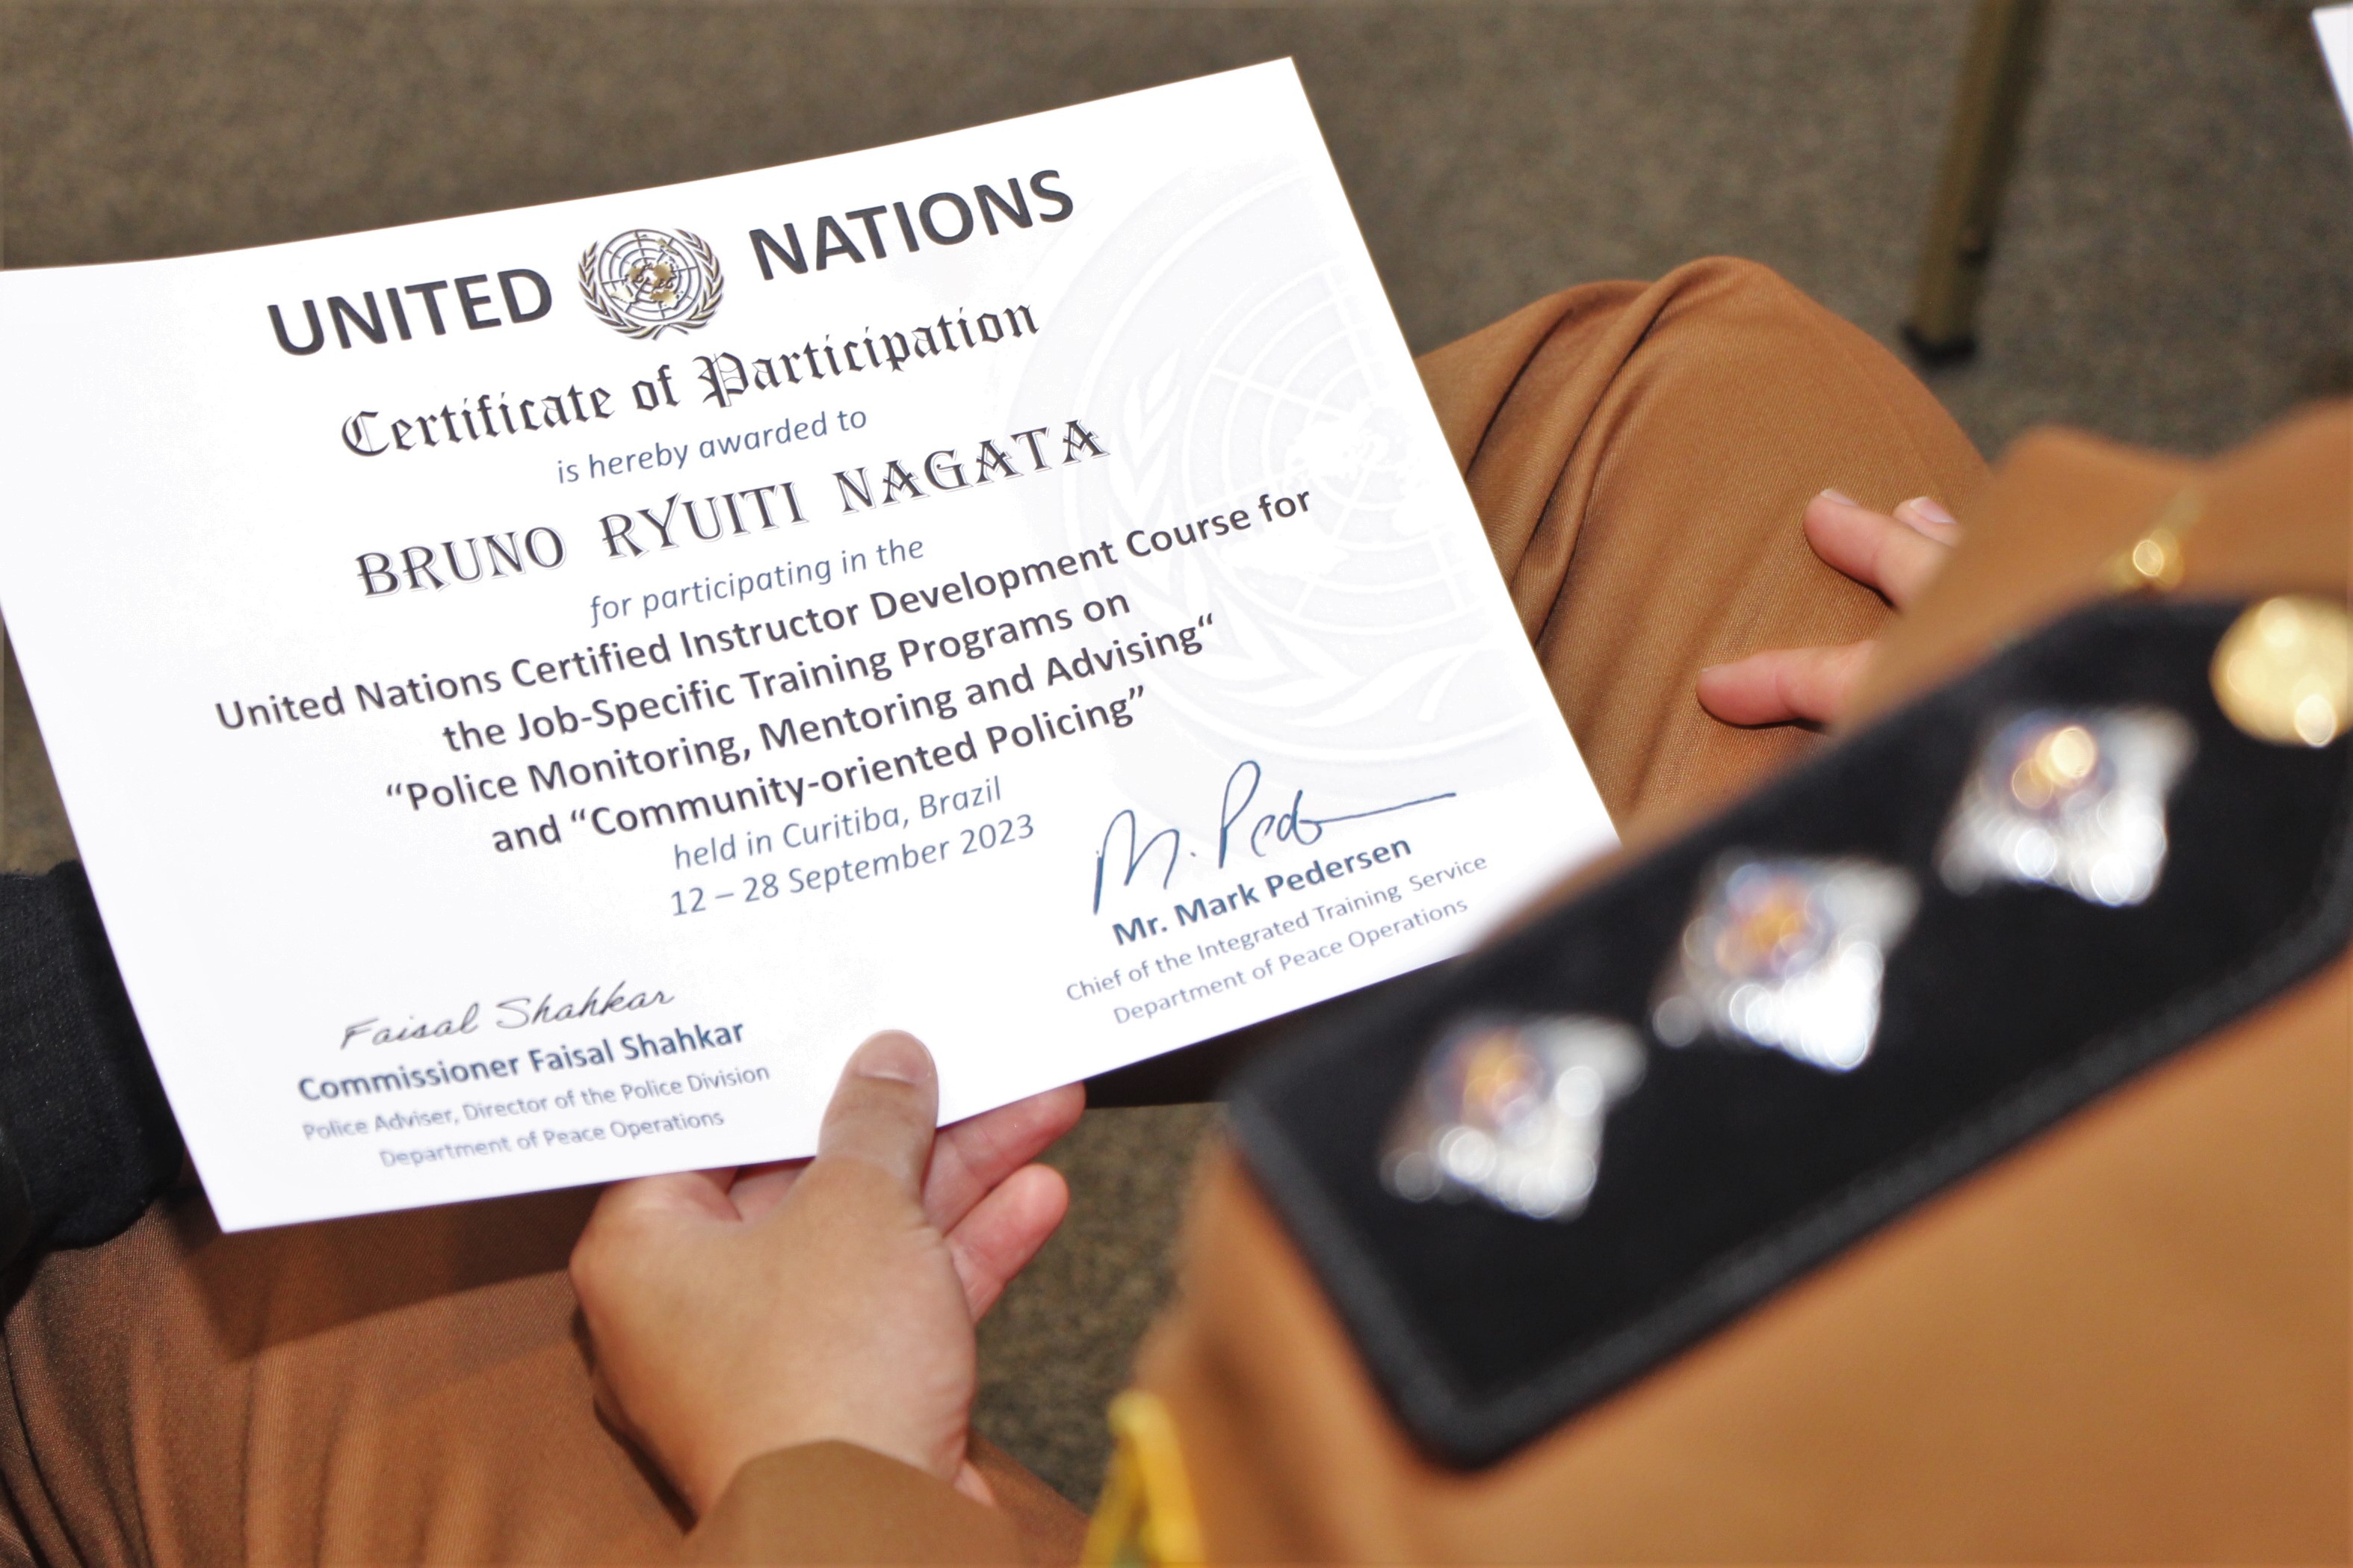 UNITED NATIONS
Certificate of Participation
is hereby awarded to
BRUNO RYUITI NAGATA
for participating in the
United Nations Certified Instructor Development Course for
the Job-Specific Training Programs on
“Police Monitoring, Mentoring and Advising“
and “Community-oriented Policing”
held in Curitiba, Brazil
12 – 28 September 2023
M. Peder
Mr. Mark Pedersen
Chief of the Integrated Training Service
Department of Peace Operations
Faisal Shahkar
Commissioner Faisal Shahkar
Police Adviser, Director of the Police Division
Department of Peace Operations